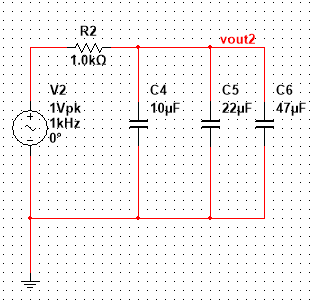 R2
1.0kΩ
vout2
V2
1Vpk
1kHz
0°
C4
10µF
C5
22µF
C6
47µF